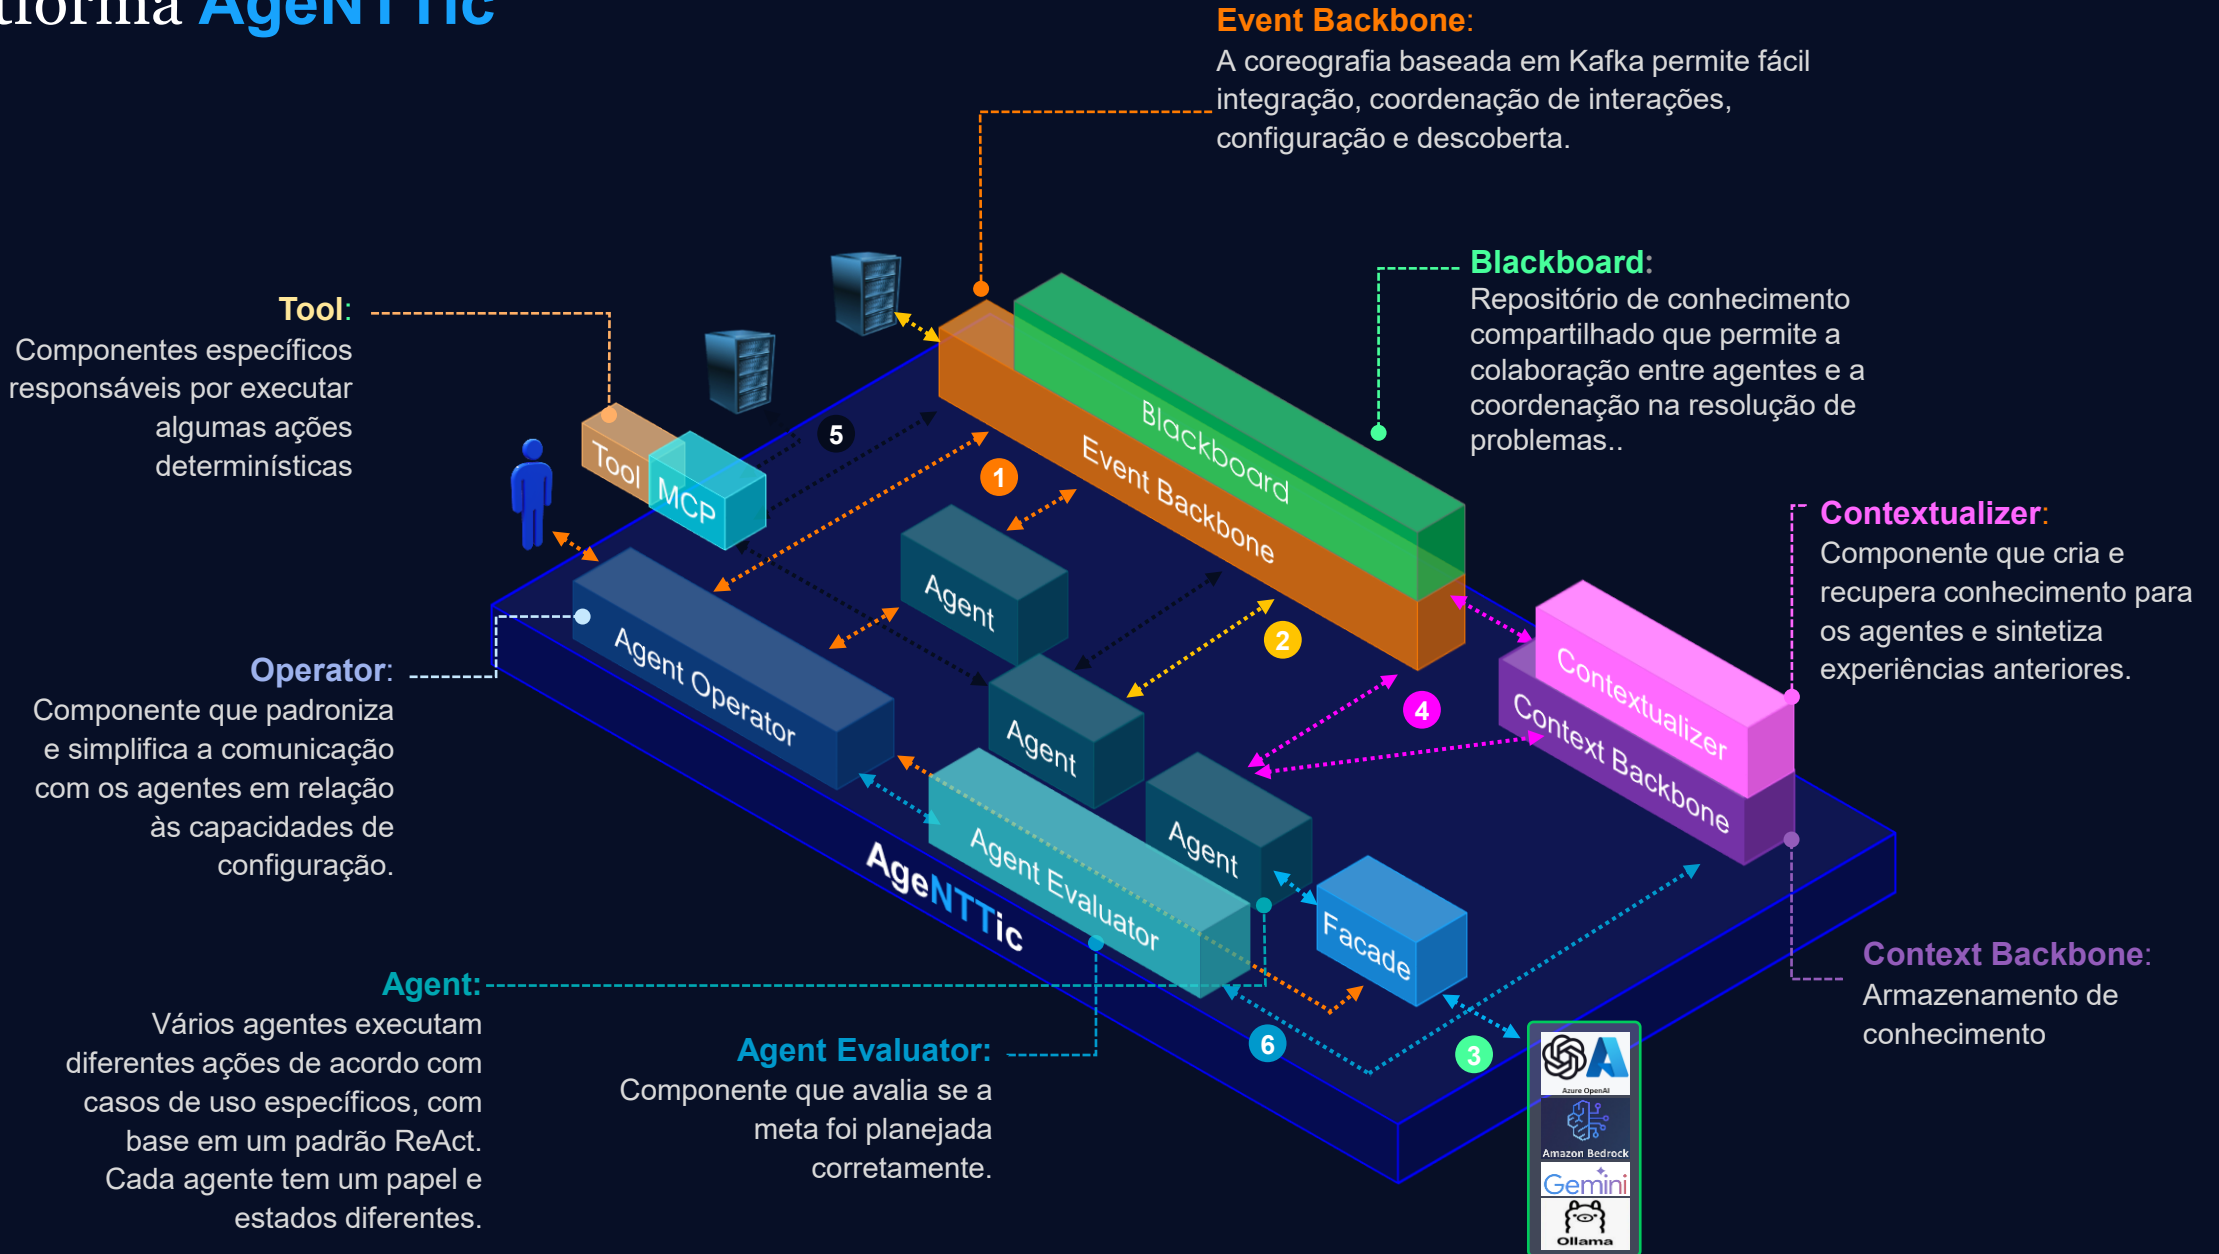 AgeNTTic
Event Backbone:
A coreografia baseada em Kafka permite fácil
integração, coordenação de interações,
configuração e descoberta.
Blackboard:
Repositório de conhecimento
compartilhado que permite a
colaboração entre agentes e a
coordenação na resolução de
problemas..
Tool:
Componentes específicos
responsáveis por executar
algumas ações
determinísticas
Contextualizer:
Componente que cria e
recupera conhecimento para
os agentes e sintetiza
experiências anteriores.
Operator:
Componente que padroniza
e simplifica a comunicação
com os agentes em relação
às capacidades de
configuração.
Context Backbone:
Armazenamento de
conhecimento
Agent:
Vários agentes executam
diferentes ações de acordo com
casos de uso específicos, com
base em um padrão ReAct.
Cada agente tem um papel e
estados diferentes.
Agent Evaluator:
Componente que avalia se a
meta foi planejada
corretamente.
Tool
MCP
Blackboard
Event Backbone
Agent
Agent Operator
Agent
Agent
Agent Evaluator
Facade
Contextualizer
Context Backbone
AgeNTTic
5
1
2
4
6
3
Azure OpenAI
Amazon Bedrock
Gemini
Ollama